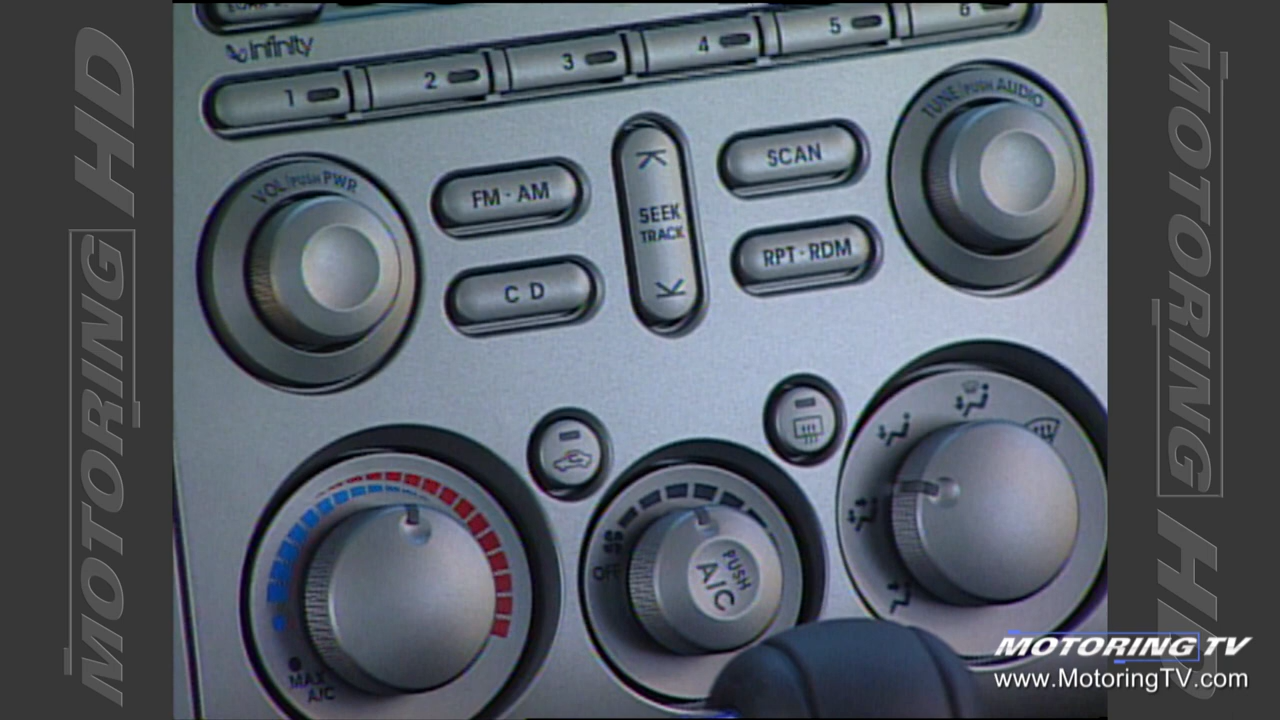 Infinity
1 2 3 4 5 6
VOL/PUSH PWR
FM · AM
CD
SEEK
TRACK
SCAN
RPT · RDM
TUNE/PUSH AUDIO
MAX
A/C
OFF
PUSH
A/C
MOTORING HD
MOTORING HD
MOTORING TV
www.MotoringTV.com